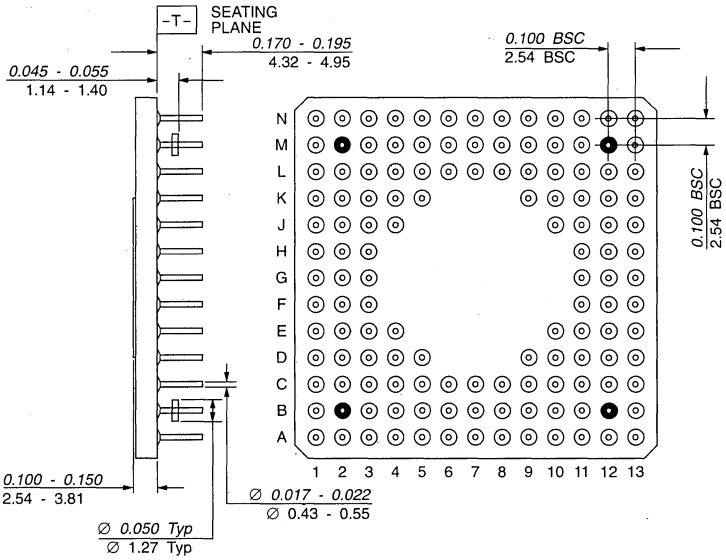 -T- SEATING
PLANE
0.170 - 0.195
4.32 - 4.95
0.045 - 0.055
1.14 - 1.40
0.100 BSC
2.54 BSC
N
M
L
K
J
H
G
F
E
D
C
B
A
0.100 BSC
2.54 BSC
1 2 3 4 5 6 7 8 9 10 11 12 13
0.100 - 0.150
2.54 - 3.81
Ø 0.017 - 0.022
Ø 0.43 - 0.55
Ø 0.050 Typ
Ø 1.27 Typ